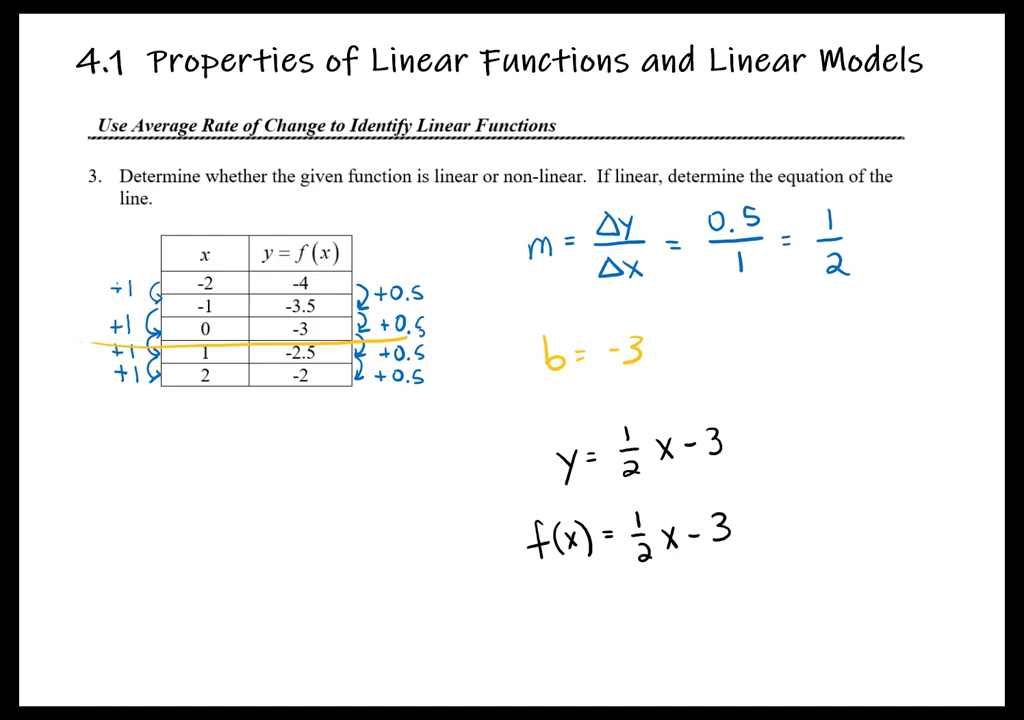 4.1 Properties of Linear Functions and Linear Models
Use Average Rate of Change to Identify Linear Functions
3. Determine whether the given function is linear or non-linear. If linear, determine the equation of the
line.
m = Δy/Δx = 0.5/1 = 1/2
x y = f(x)
+1 -2 -4 +0.5
+1 -1 -3.5 +0.5
0 -3
+1 1 -2.5 +0.5
+1 2 -2 +0.5
b = -3
y = 1/2 x - 3
f(x) = 1/2 x - 3